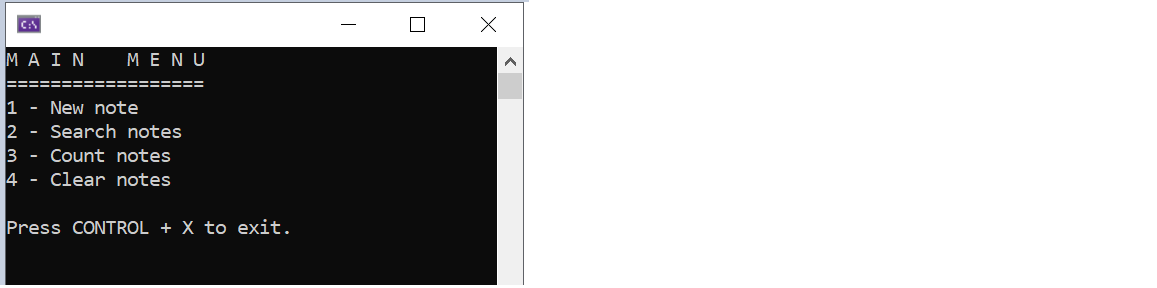 C:\
M A I N    M E N U
==================
1 - New note
2 - Search notes
3 - Count notes
4 - Clear notes
Press CONTROL + X to exit.